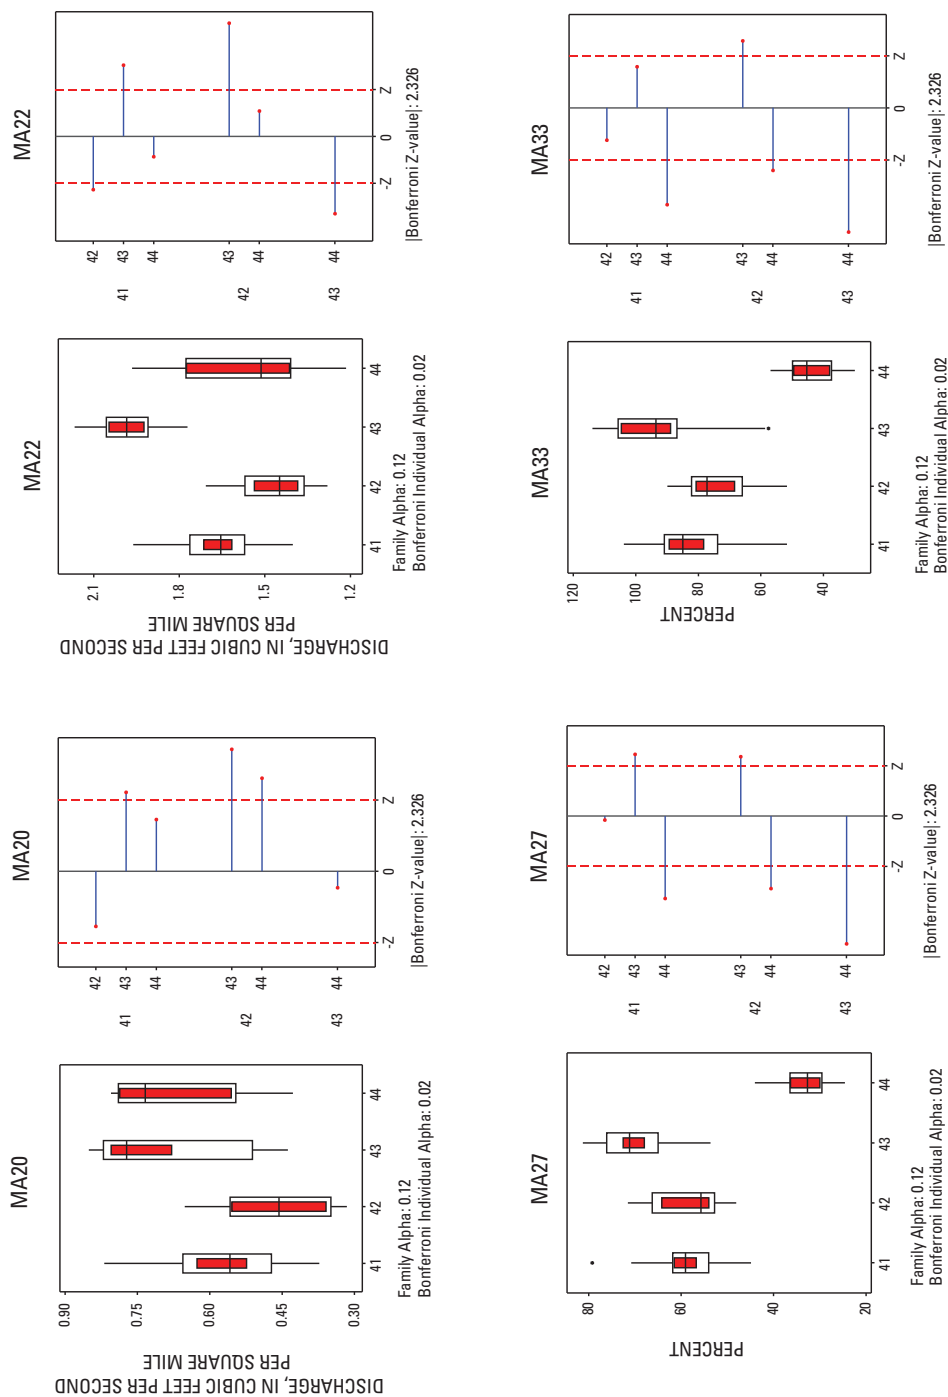 MA20
DISCHARGE, IN CUBIC FEET PER SECOND
PER SQUARE MILE
0.90
0.75
0.60
0.45
0.30
41
42
43
44
Family Alpha: 0.12
Bonferroni Individual Alpha: 0.02
MA20
42
43
44
43
44
44
41
42
43
-Z
0
Z
|Bonferroni Z-value|: 2.326
MA22
DISCHARGE, IN CUBIC FEET PER SECOND
PER SQUARE MILE
2.1
1.8
1.5
1.2
41
42
43
44
Family Alpha: 0.12
Bonferroni Individual Alpha: 0.02
MA22
42
43
44
43
44
44
41
42
43
-Z
0
Z
|Bonferroni Z-value|: 2.326
MA27
PERCENT
80
60
40
20
41
42
43
44
Family Alpha: 0.12
Bonferroni Individual Alpha: 0.02
MA27
42
43
44
43
44
44
41
42
43
-Z
0
Z
|Bonferroni Z-value|: 2.326
MA33
PERCENT
120
100
80
60
40
41
42
43
44
Family Alpha: 0.12
Bonferroni Individual Alpha: 0.02
MA33
42
43
44
43
44
44
41
42
43
-Z
0
Z
|Bonferroni Z-value|: 2.326